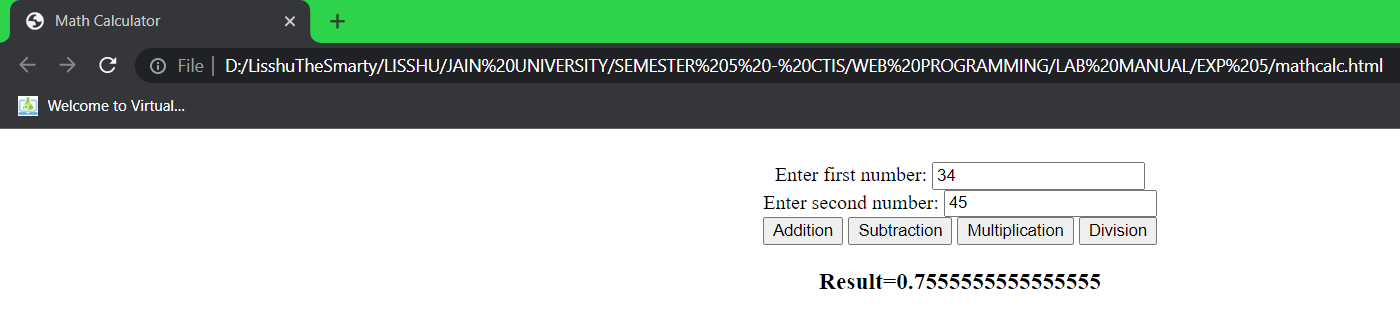 Math Calculator
File | D:/LisshuTheSmarty/LISSHU/JAIN%20UNIVERSITY/SEMESTER%205%20-%20CTIS/WEB%20PROGRAMMING/LAB%20MANUAL/EXP%205/mathcalc.html
Welcome to Virtual...
Enter first number: 34
Enter second number: 45
Addition Subtraction Multiplication Division
Result=0.7555555555555555